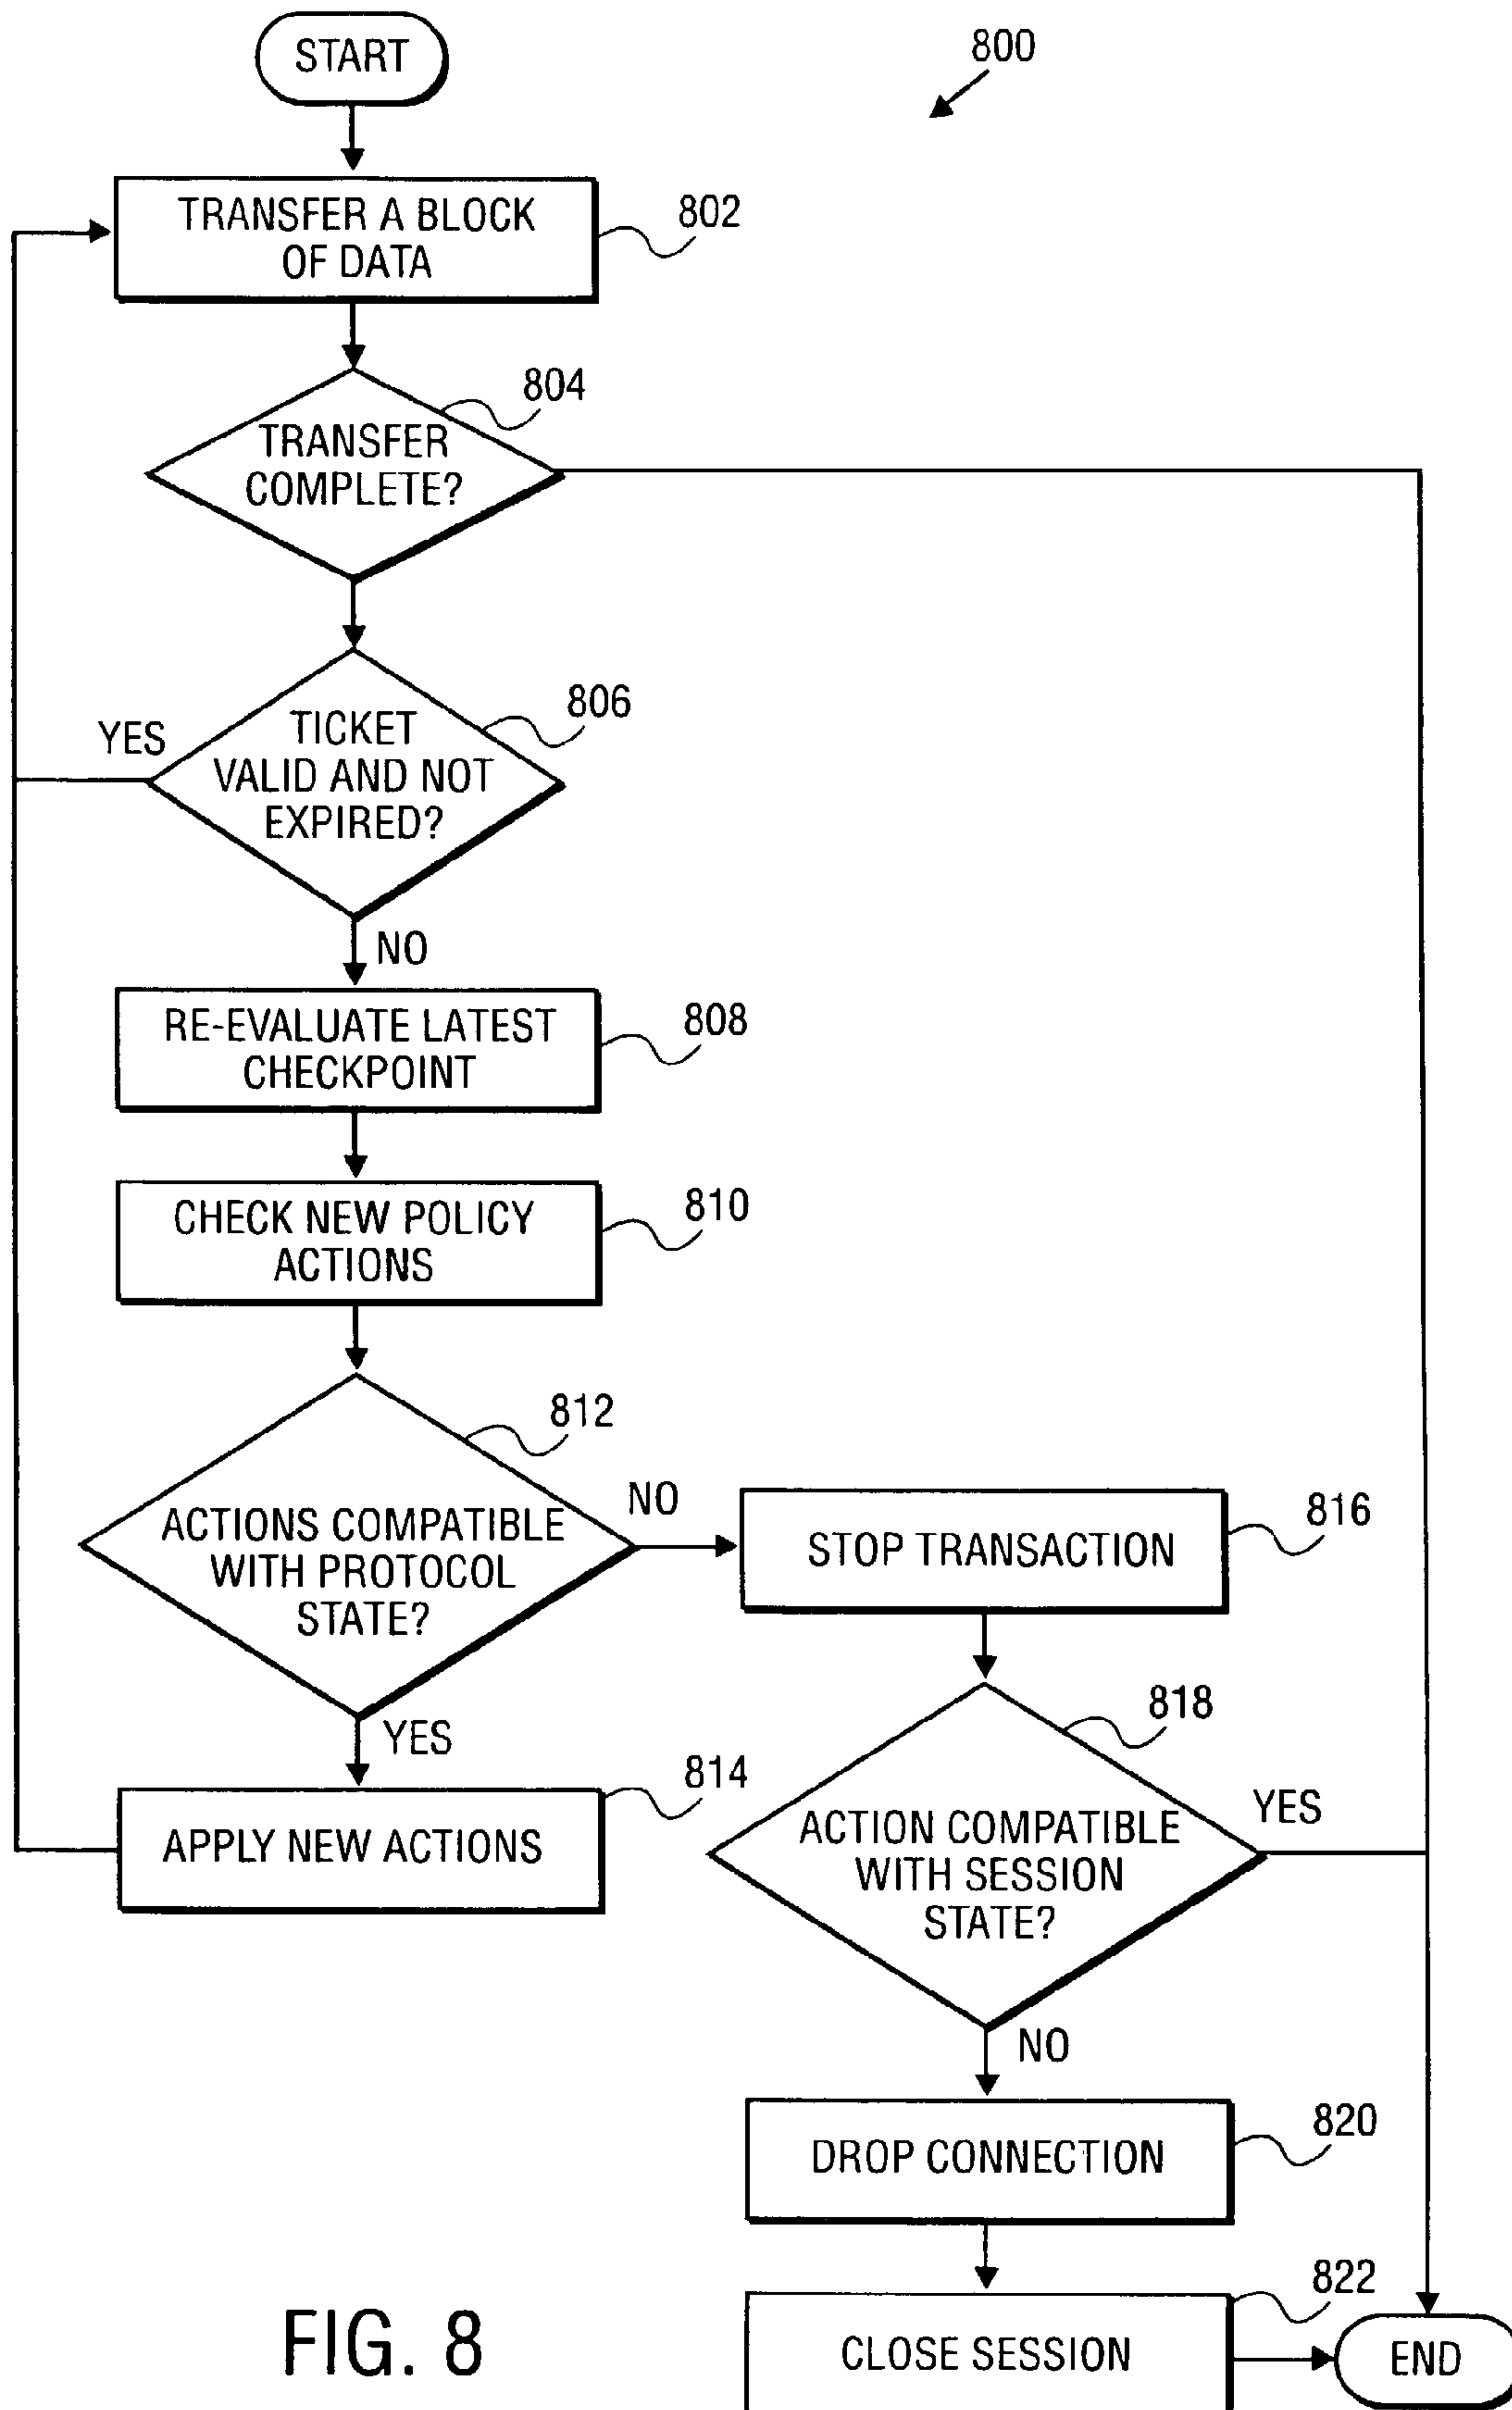 START
800
TRANSFER A BLOCK
OF DATA
802
804
TRANSFER
COMPLETE?
806
YES
TICKET
VALID AND NOT
EXPIRED?
NO
RE-EVALUATE LATEST
CHECKPOINT
808
CHECK NEW POLICY
ACTIONS
810
812
ACTIONS COMPATIBLE
WITH PROTOCOL
STATE?
NO
STOP TRANSACTION
816
YES
818
814
APPLY NEW ACTIONS
ACTION COMPATIBLE
WITH SESSION
STATE?
YES
NO
DROP CONNECTION
820
822
CLOSE SESSION
END
FIG. 8